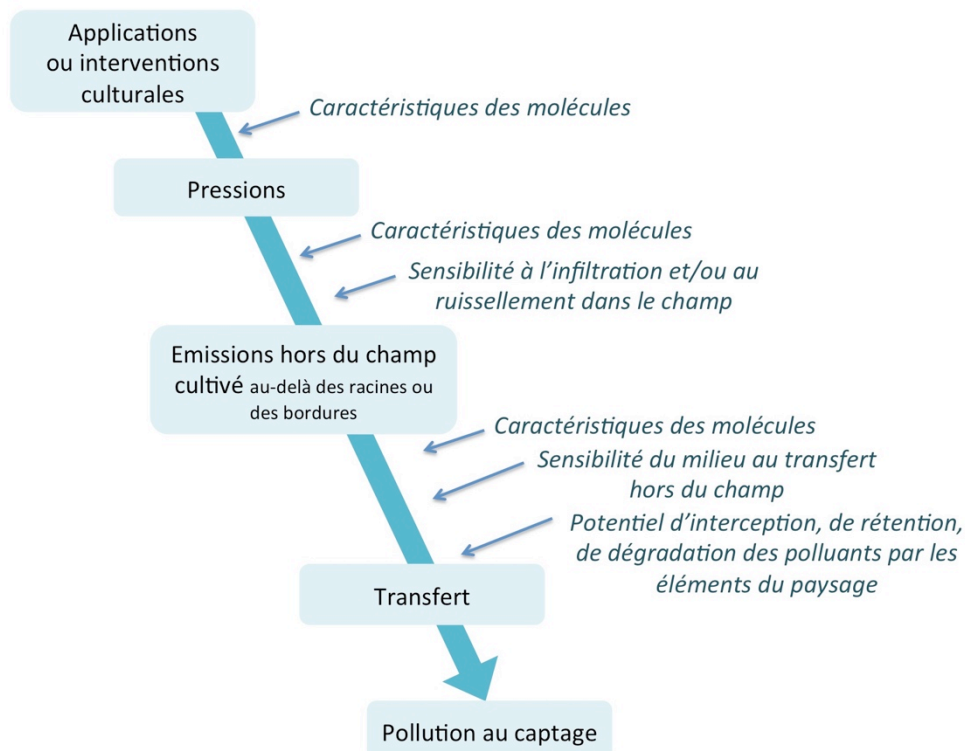 Applications
ou interventions
culturales
Caractéristiques des molécules
Pressions
Caractéristiques des molécules
Sensibilité à l’infiltration et/ou au
ruissellement dans le champ
Emissions hors du champ
cultivé au-delà des racines ou
des bordures
Caractéristiques des molécules
Sensibilité du milieu au transfert
hors du champ
Potentiel d’interception, de rétention,
de dégradation des polluants par les
éléments du paysage
Transfert
Pollution au captage